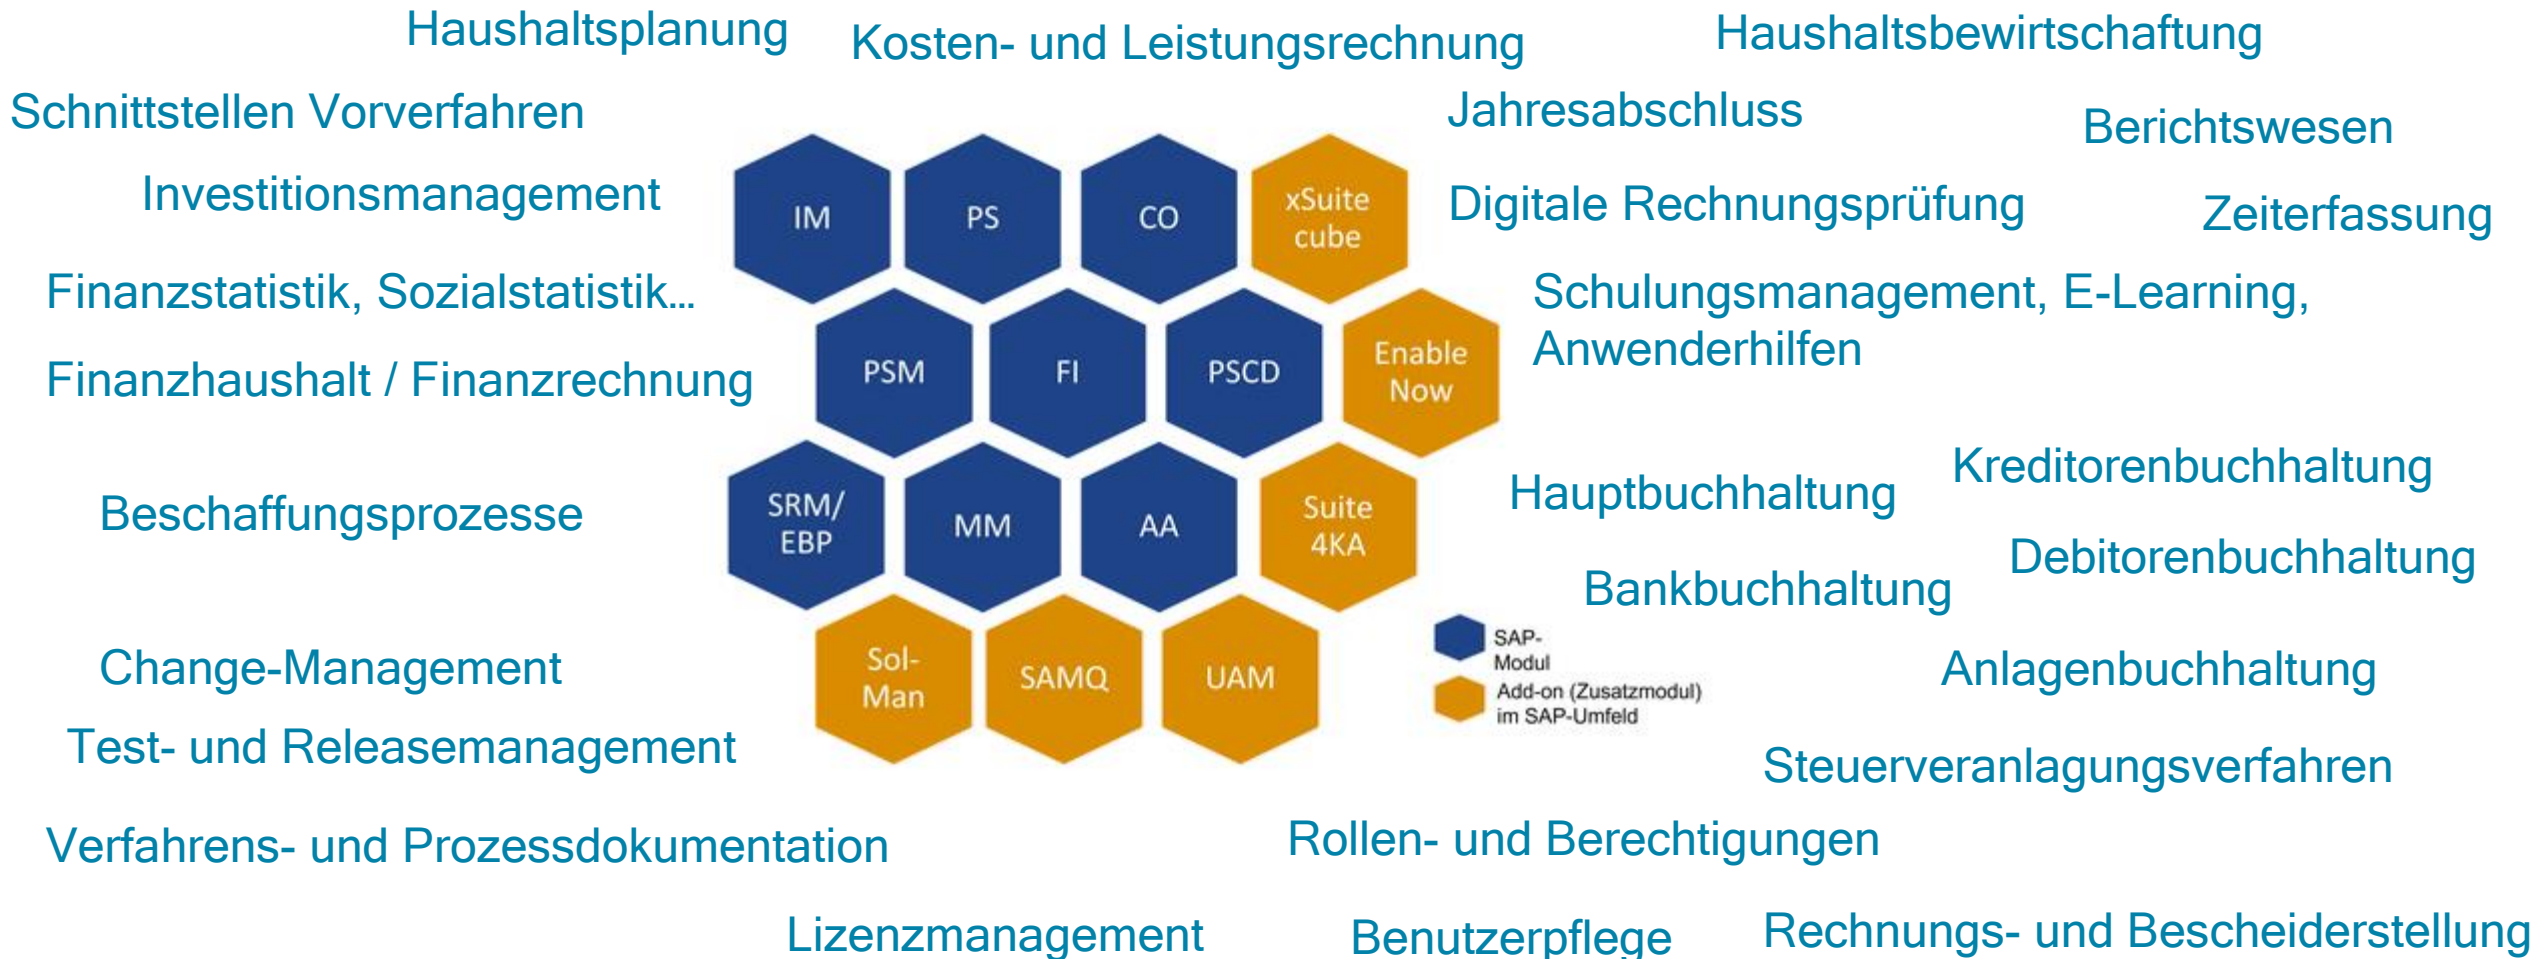 Haushaltsplanung
Kosten- und Leistungsrechnung
Haushaltsbewirtschaftung
Schnittstellen Vorverfahren
Jahresabschluss
Berichtswesen
Investitionsmanagement
IM
PS
CO
xSuite
cube
Digitale Rechnungsprüfung
Zeiterfassung
Finanzstatistik, Sozialstatistik...
Schulungsmanagement, E-Learning,
Anwenderhilfen
Finanzhaushalt / Finanzrechnung
PSM
FI
PSCD
Enable
Now
Beschaffungsprozesse
SRM/
EBP
MM
AA
Suite
4KA
Hauptbuchhaltung
Kreditorenbuchhaltung
Bankbuchhaltung
Debitorenbuchhaltung
SAP-
Modul
Add-on (Zusatzmodul)
im SAP-Umfeld
Change-Management
Sol-
Man
SAMQ
UAM
Anlagenbuchhaltung
Test- und Releasemanagement
Steuerveranlagungsverfahren
Verfahrens- und Prozessdokumentation
Rollen- und Berechtigungen
Lizenzmanagement
Benutzerpflege
Rechnungs- und Bescheiderstellung